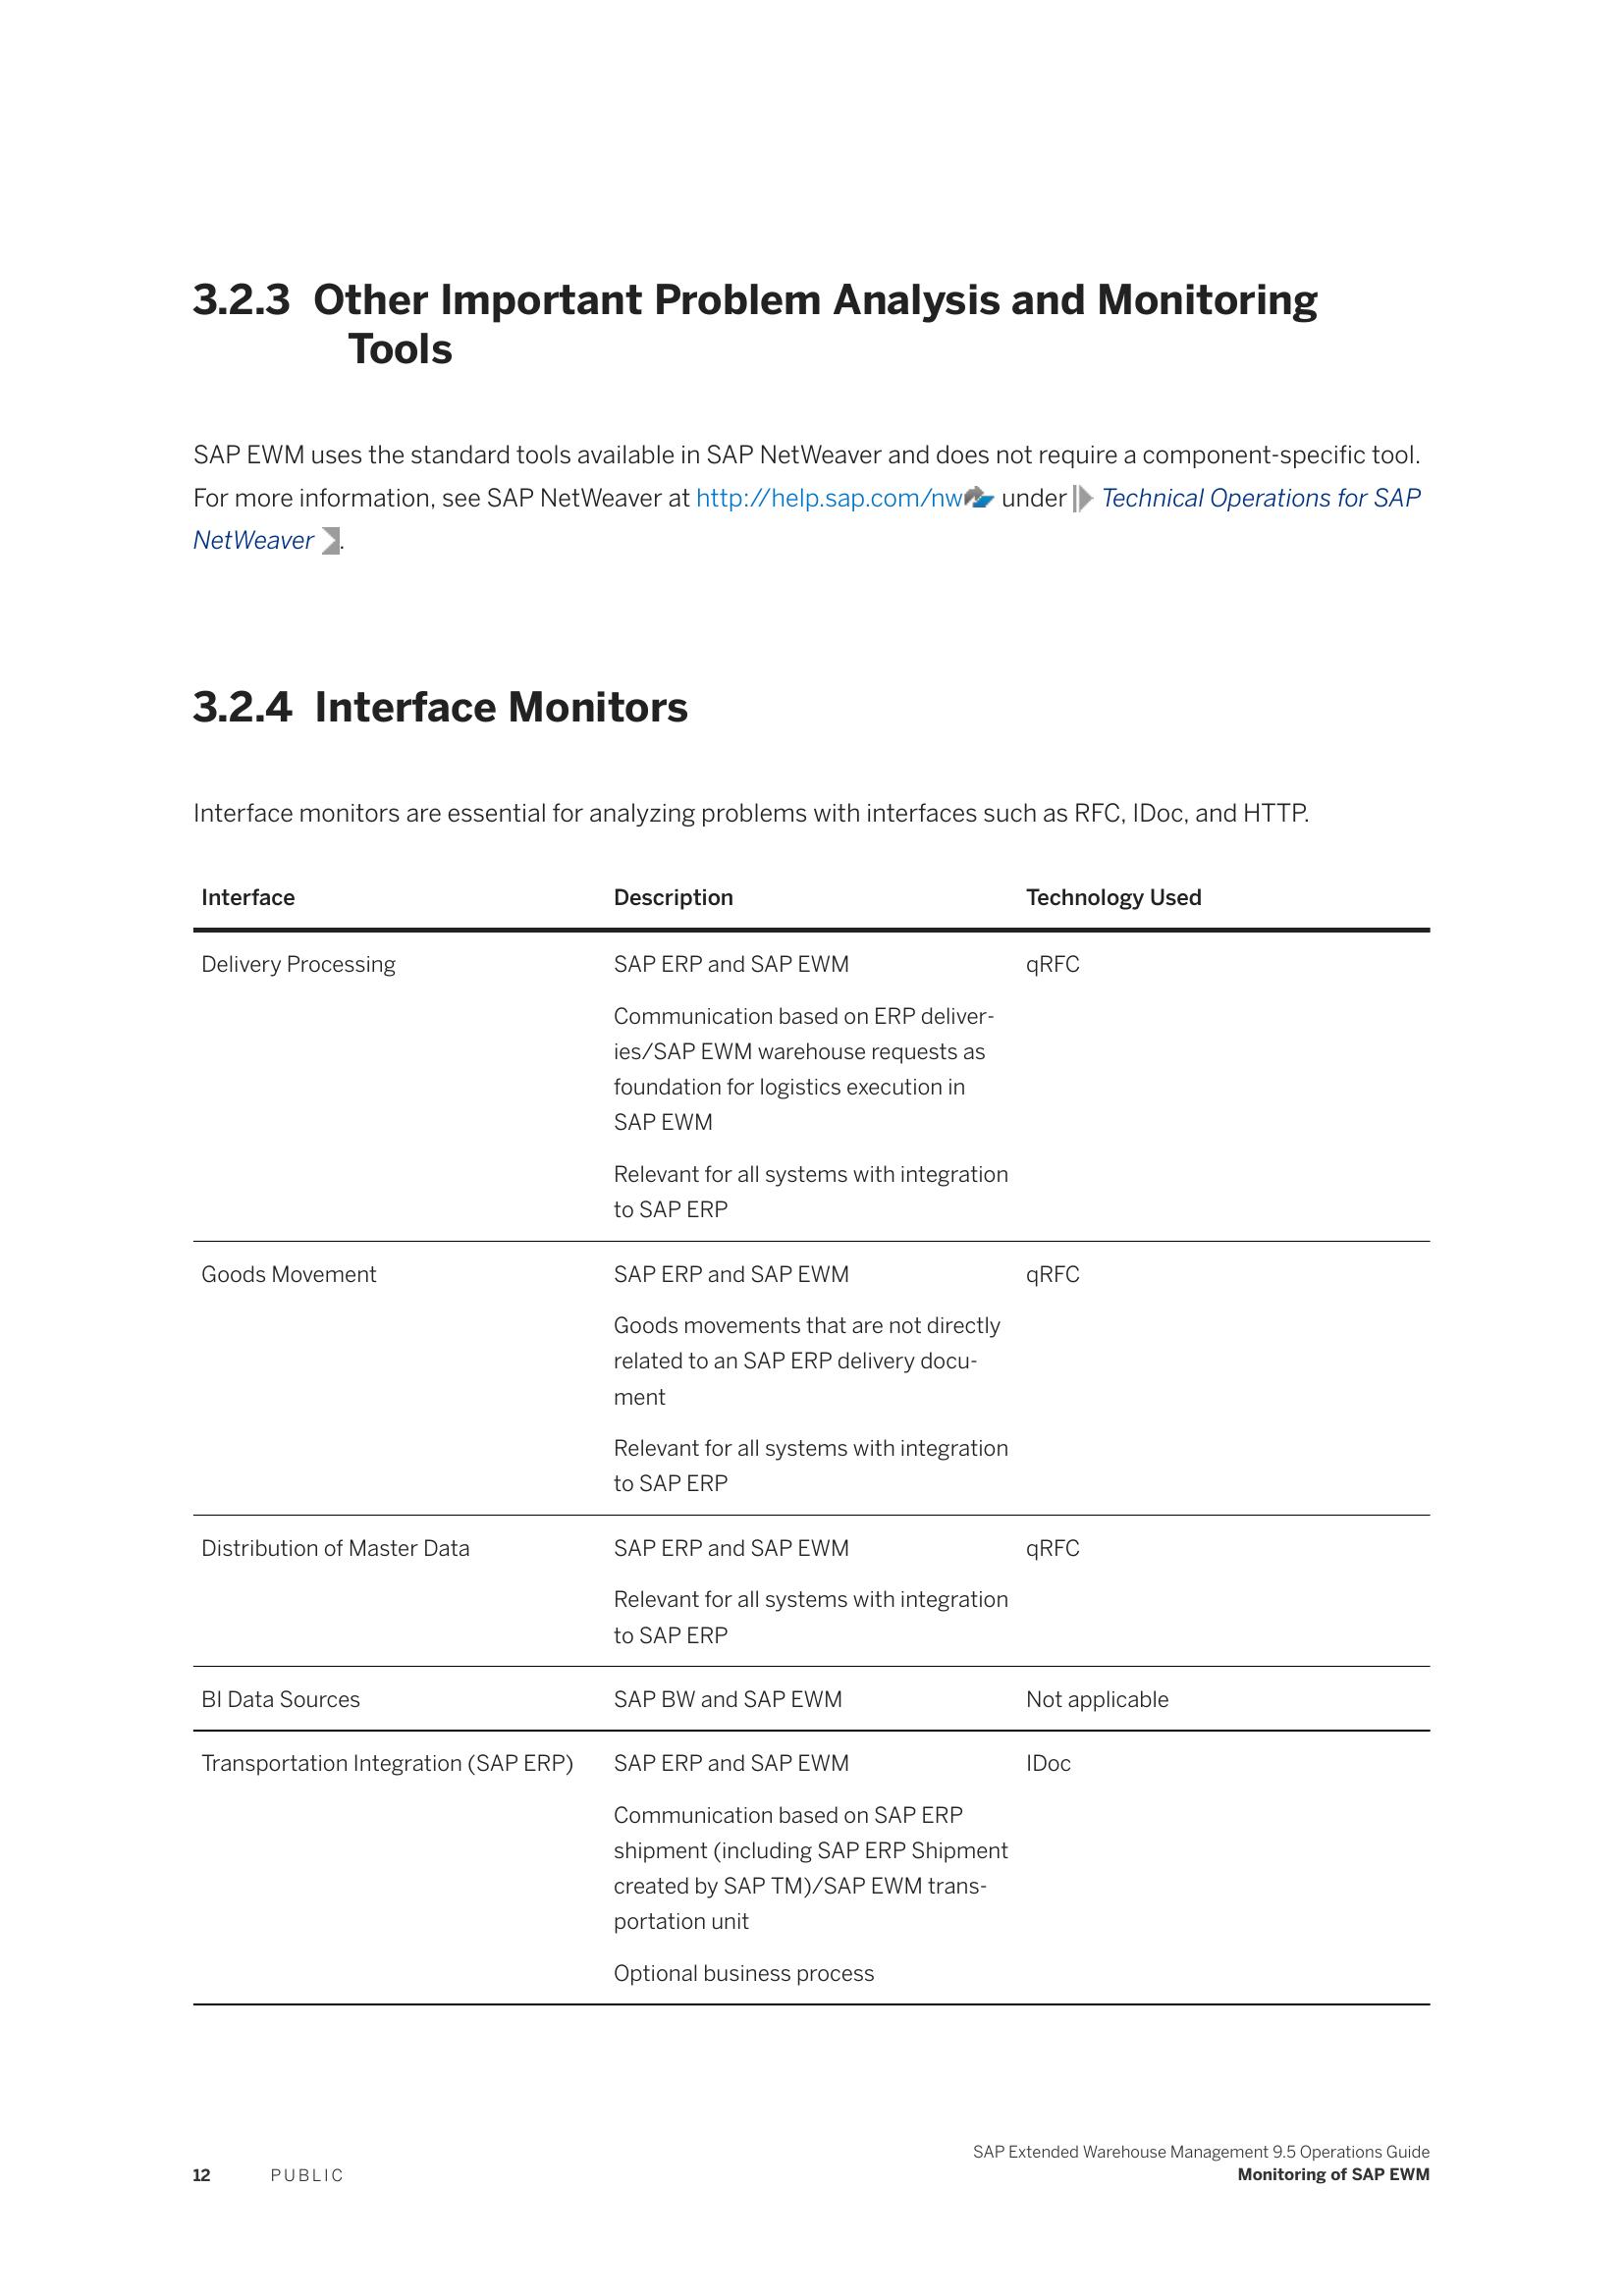 3.2.3 Other Important Problem Analysis and Monitoring
Tools
SAP EWM uses the standard tools available in SAP NetWeaver and does not require a component-specific tool.
For more information, see SAP NetWeaver at http://help.sap.com/nw under Technical Operations for SAP
NetWeaver .
3.2.4 Interface Monitors
Interface monitors are essential for analyzing problems with interfaces such as RFC, IDoc, and HTTP.
Interface Description Technology Used
Delivery Processing SAP ERP and SAP EWM qRFC
Communication based on ERP deliver-
ies/SAP EWM warehouse requests as
foundation for logistics execution in
SAP EWM
Relevant for all systems with integration
to SAP ERP
Goods Movement SAP ERP and SAP EWM qRFC
Goods movements that are not directly
related to an SAP ERP delivery docu-
ment
Relevant for all systems with integration
to SAP ERP
Distribution of Master Data SAP ERP and SAP EWM qRFC
Relevant for all systems with integration
to SAP ERP
BI Data Sources SAP BW and SAP EWM Not applicable
Transportation Integration (SAP ERP) SAP ERP and SAP EWM IDoc
Communication based on SAP ERP
shipment (including SAP ERP Shipment
created by SAP TM)/SAP EWM trans-
portation unit
Optional business process
SAP Extended Warehouse Management 9.5 Operations Guide
12 PUBLIC Monitoring of SAP EWM